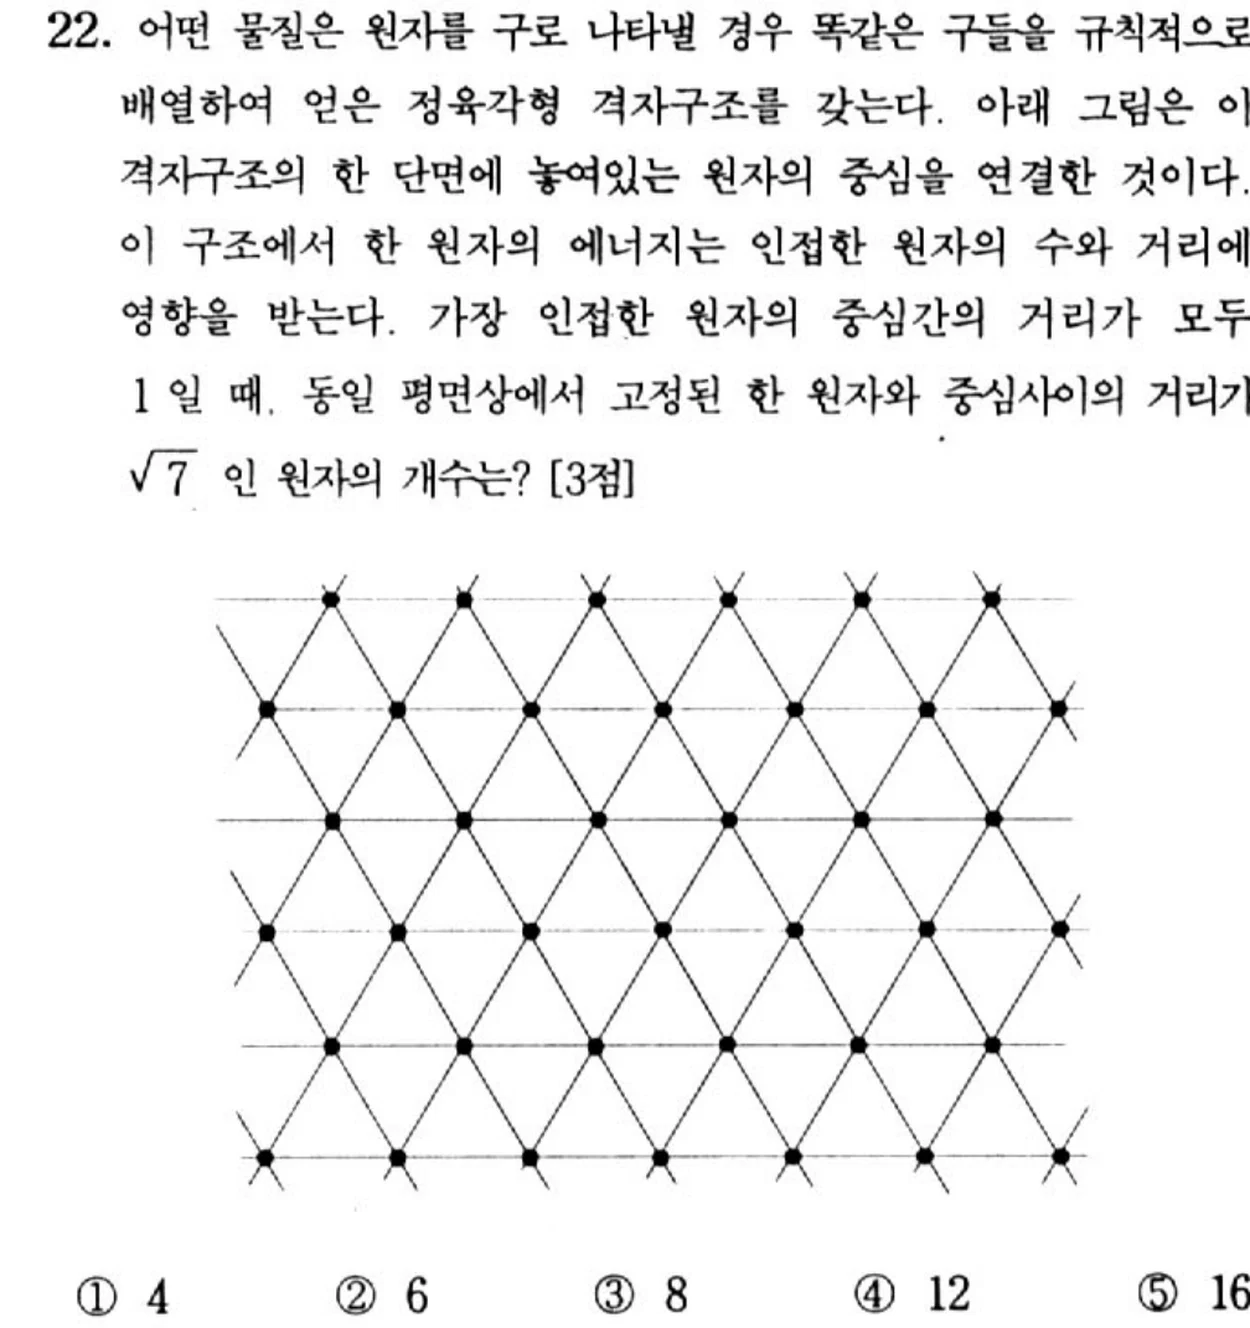 22. 어떤 물질은 원자를 구로 나타낼 경우 똑같은 구들을 규칙적으로
배열하여 얻은 정육각형 격자구조를 갖는다. 아래 그림은 이
격자구조의 한 단면에 놓여있는 원자의 중심을 연결한 것이다.
이 구조에서 한 원자의 에너지는 인접한 원자의 수와 거리에
영향을 받는다. 가장 인접한 원자의 중심간의 거리가 모두
1 일 때, 동일 평면상에서 고정된 한 원자와 중심사이의 거리가
√7 인 원자의 개수는? [3점]
① 4 ② 6 ③ 8 ④ 12 ⑤ 16